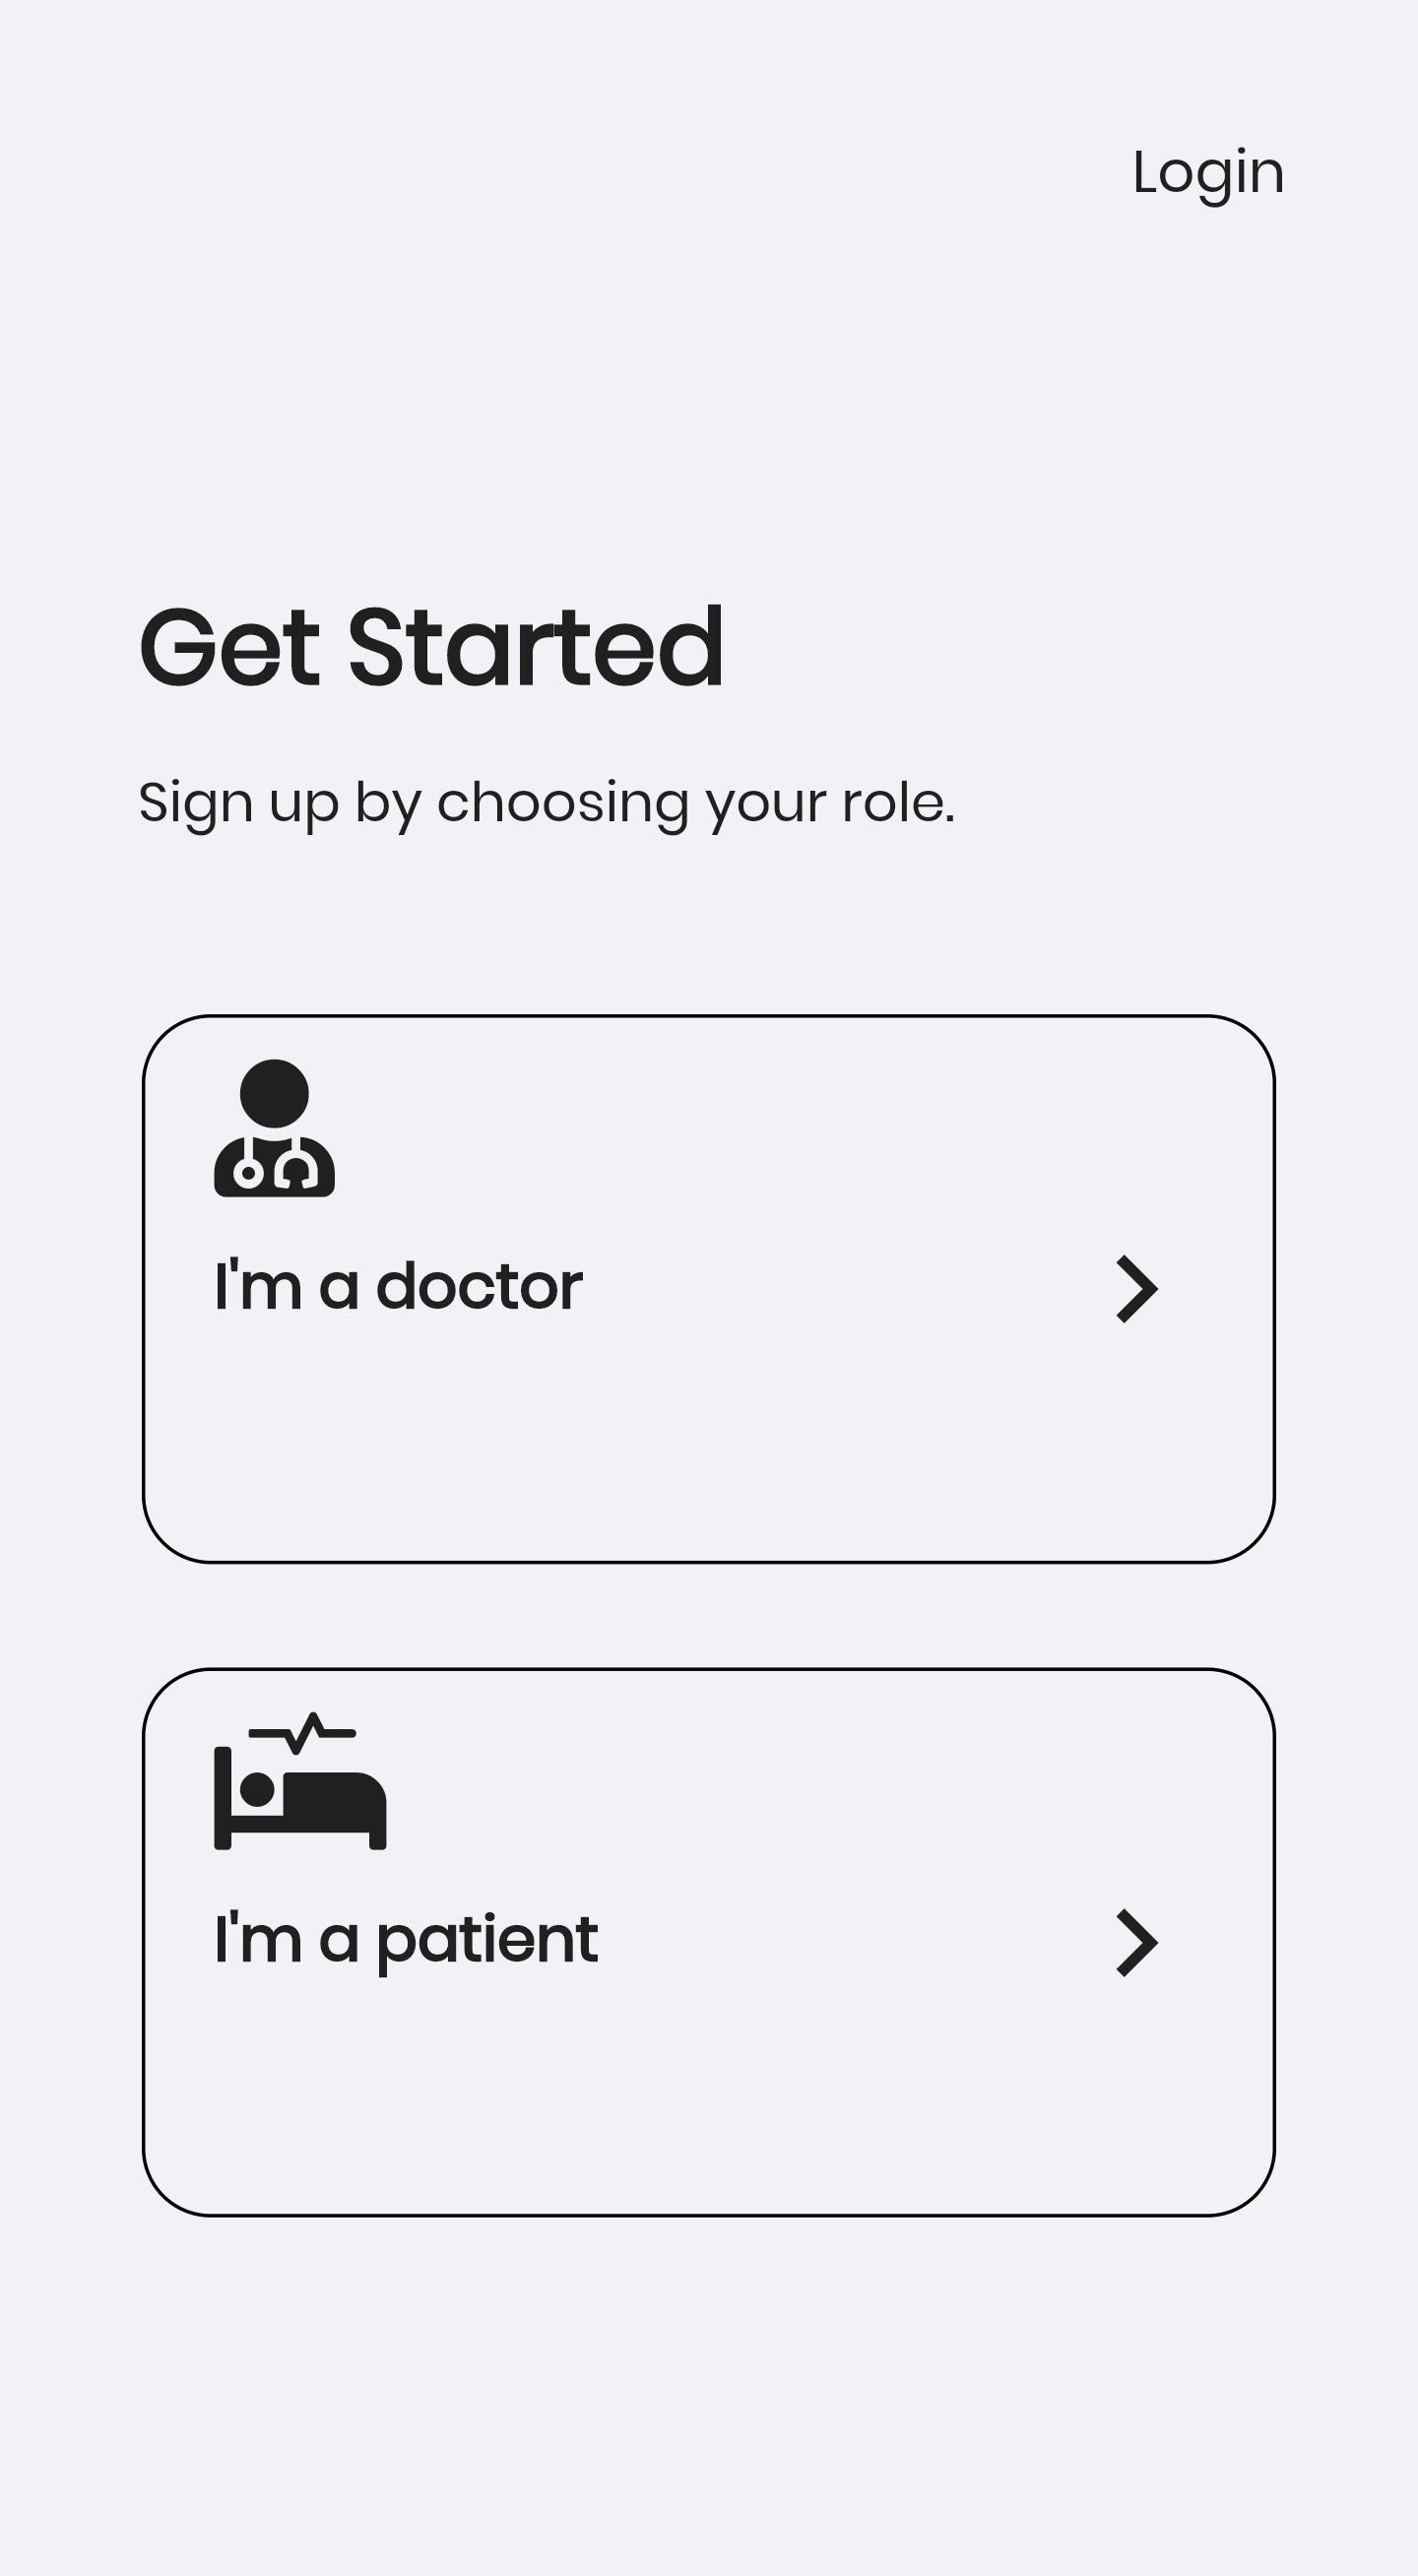 Login
Get Started
Sign up by choosing your role.
I'm a doctor
I'm a patient